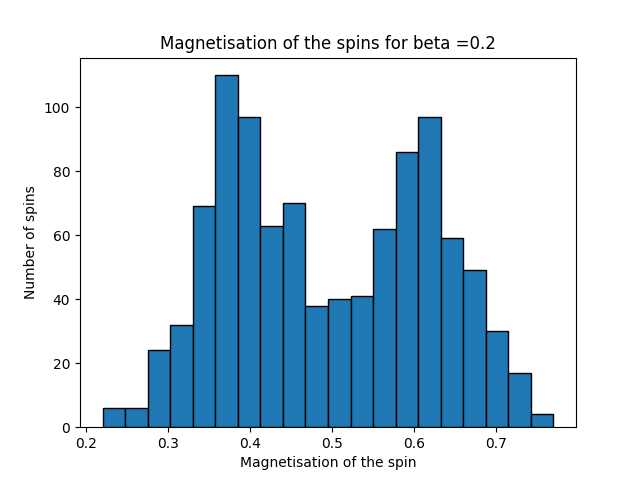 Magnetisation of the spins for beta =0.2
100
80
60
40
20
0
Number of spins
0.2 0.3 0.4 0.5 0.6 0.7
Magnetisation of the spin